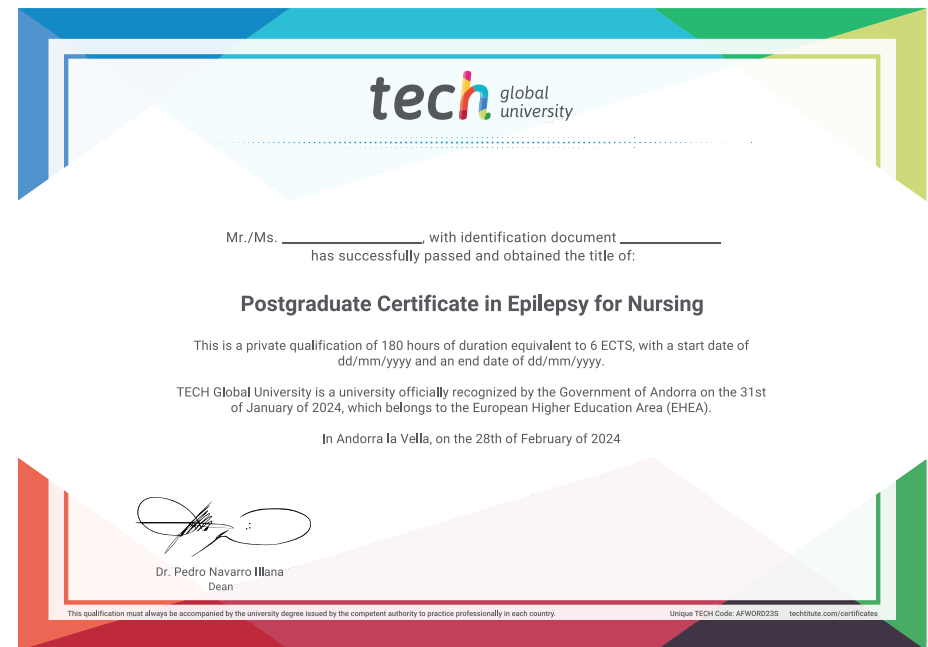 tech global university
Mr./Ms. ____________________, with identification document ______________
has successfully passed and obtained the title of:
Postgraduate Certificate in Epilepsy for Nursing
This is a private qualification of 180 hours of duration equivalent to 6 ECTS, with a start date of
dd/mm/yyyy and an end date of dd/mm/yyyy.
TECH Global University is a university officially recognized by the Government of Andorra on the 31st
of January of 2024, which belongs to the European Higher Education Area (EHEA).
In Andorra la Vella, on the 28th of February of 2024
Dr. Pedro Navarro Illana
Dean
This qualification must always be accompanied by the university degree issued by the competent authority to practice professionally in each country.
Unique TECH Code: AFWORD23S techtitute.com/certificates